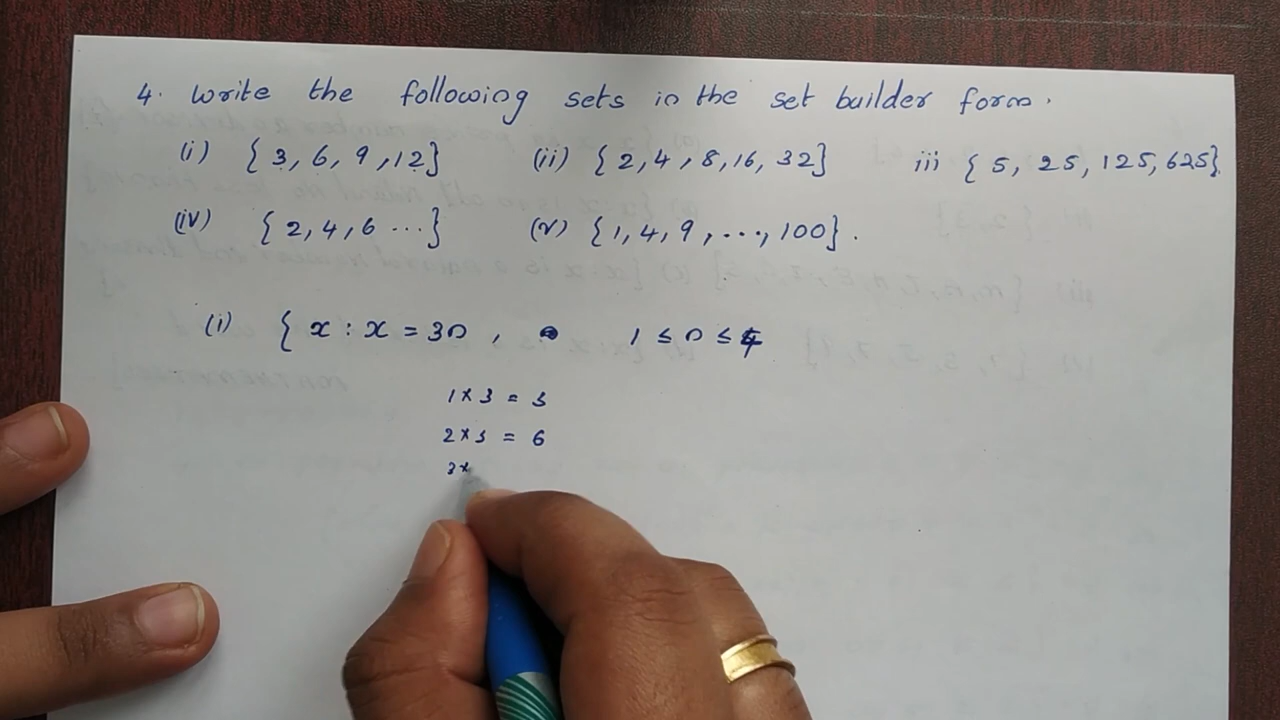 4. Write the following sets in the set builder form.
(i) {3, 6, 9, 12} (ii) {2, 4, 8, 16, 32} iii {5, 25, 125, 625}
(iv) {2, 4, 6 ...} (v) {1, 4, 9, ..., 100}.
(i) {x : x = 3n, 1 ≤ n ≤ 4
1 × 3 = 3
2 × 3 = 6
3 ×